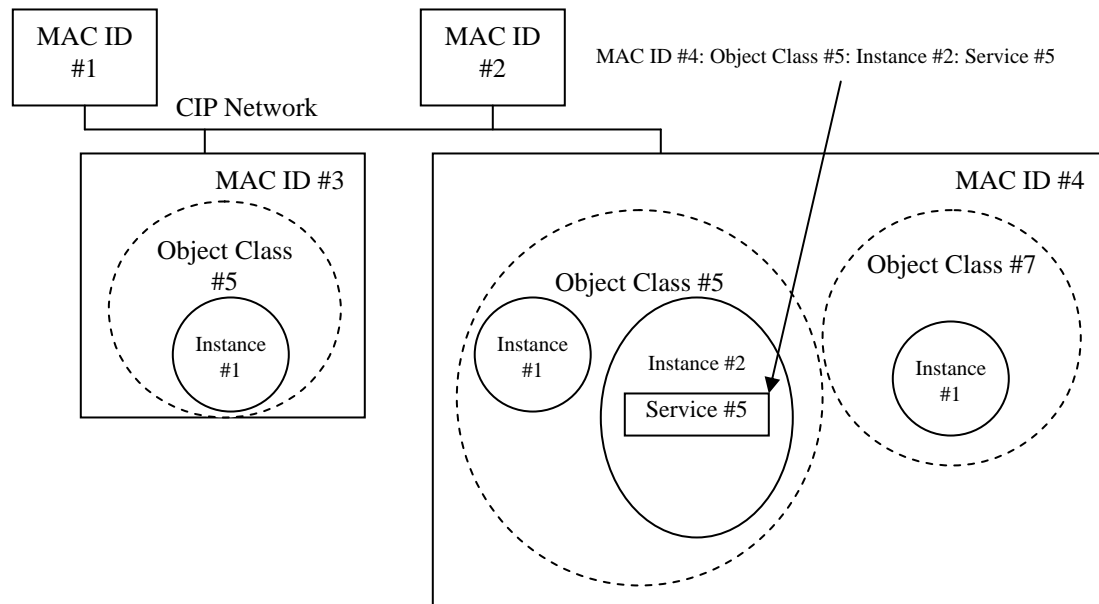 MAC ID
#1
MAC ID
#2
MAC ID #4: Object Class #5: Instance #2: Service #5
CIP Network
MAC ID #3
Object Class
#5
Instance
#1
MAC ID #4
Object Class #5
Instance
#1
Instance #2
Service #5
Object Class #7
Instance
#1